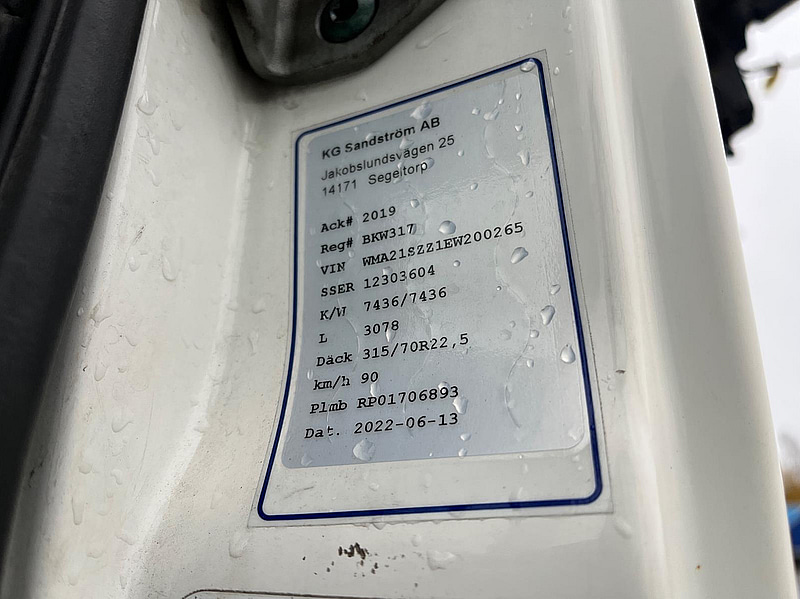 KG Sandström AB
Jakobslundsvägen 25
14171 Segeltorp
Ack# 2019
Reg# BKW317
VIN WMA21SZZ1EW200265
SSER 12303604
K/W 7436/7436
L 3078
Däck 315/70R22,5
km/h 90
Plmb RP01706893
Dat. 2022-06-13